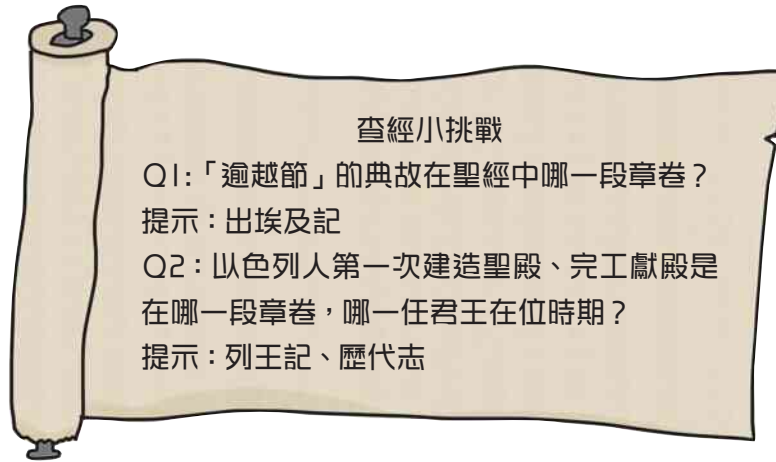 查經小挑戰
Q1:「逾越節」的典故在聖經中哪一段章卷？
提示：出埃及記
Q2：以色列人第一次建造聖殿、完工獻殿是
在哪一段章卷，哪一任君王在位時期？
提示：列王記、歷代志